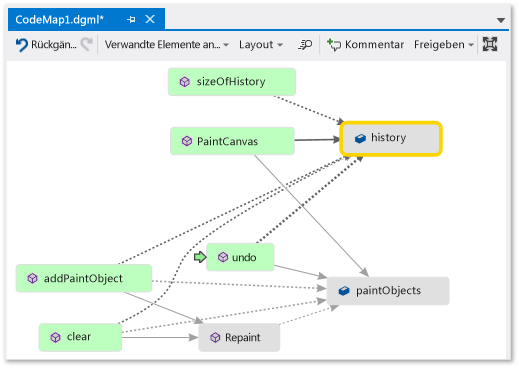 CodeMap1.dgml*
Rückgän... Verwandte Elemente an... Layout Kommentar Freigeben
sizeOfHistory
history
PaintCanvas
undo
addPaintObject
paintObjects
clear
Repaint